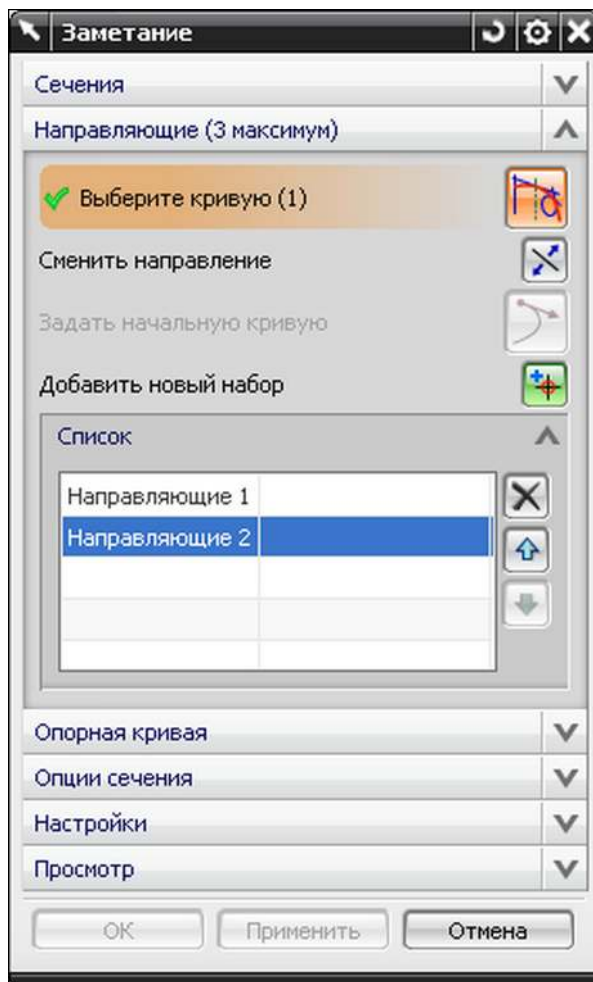 Заметание
Сечения
Направляющие (3 максимум)
Выберите кривую (1)
Сменить направление
Задать начальную кривую
Добавить новый набор
Список
Направляющие 1
Направляющие 2
Опорная кривая
Опции сечения
Настройки
Просмотр
ОК Применить Отмена